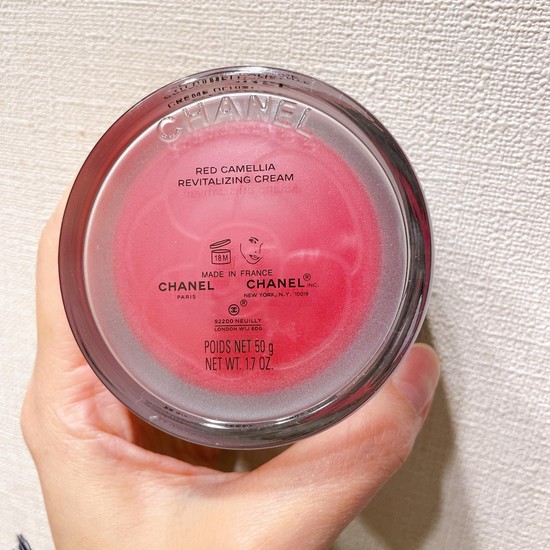 CHANEL
RED CAMELLIA
REVITALIZING CREAM
18M
MADE IN FRANCE
CHANEL CHANEL® INC.
PARIS NEW YORK, N.Y. 10019
®
92200 NEUILLY
LONDON W1J 6DG
POIDS NET 50 g
NET WT. 1.7 OZ.